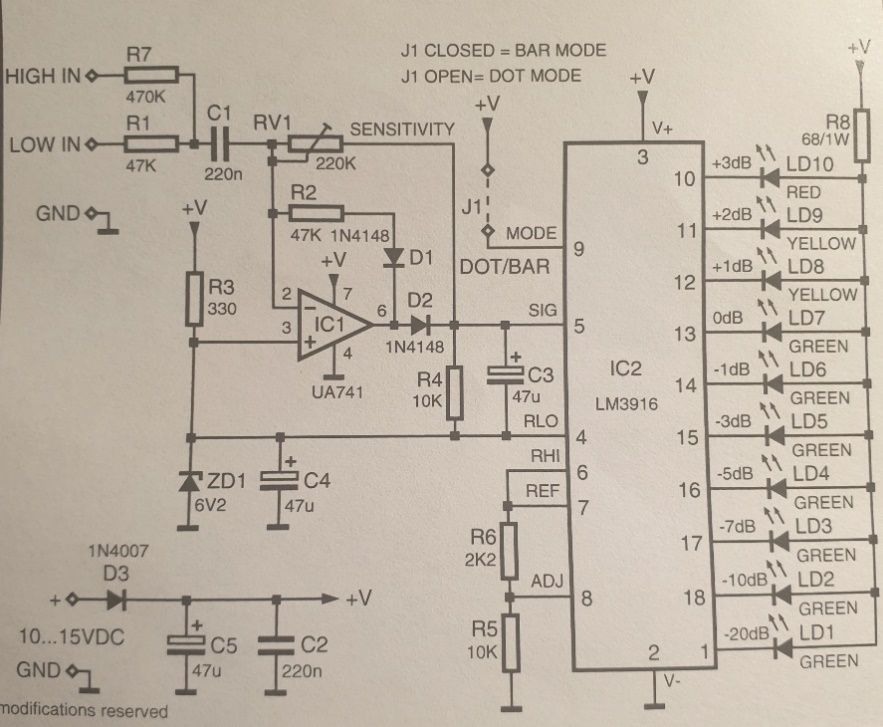 J1 CLOSED = BAR MODE
J1 OPEN= DOT MODE
HIGH IN
R7
470K
LOW IN
R1
47K
C1
220n
RV1
SENSITIVITY
220K
GND
+V
R3
330
R2
47K
1N4148
D1
+V
2
3
7
6
4
IC1
UA741
D2
1N4148
R4
10K
+
C3
47u
ZD1
6V2
+
C4
47u
+V
J1
MODE
DOT/BAR
SIG
RLO
RHI
REF
R6
2K2
ADJ
R5
10K
+V
V+
3
9
5
4
6
7
8
IC2
LM3916
2
V-
10
11
12
13
14
15
16
17
18
1
+V
R8
68/1W
+3dB
LD10
RED
+2dB
LD9
YELLOW
+1dB
LD8
YELLOW
0dB
LD7
GREEN
-1dB
LD6
GREEN
-3dB
LD5
GREEN
-5dB
LD4
GREEN
-7dB
LD3
GREEN
-10dB
LD2
GREEN
-20dB
LD1
GREEN
1N4007
D3
+
+V
10...15VDC
+
C5
47u
C2
220n
GND
modifications reserved